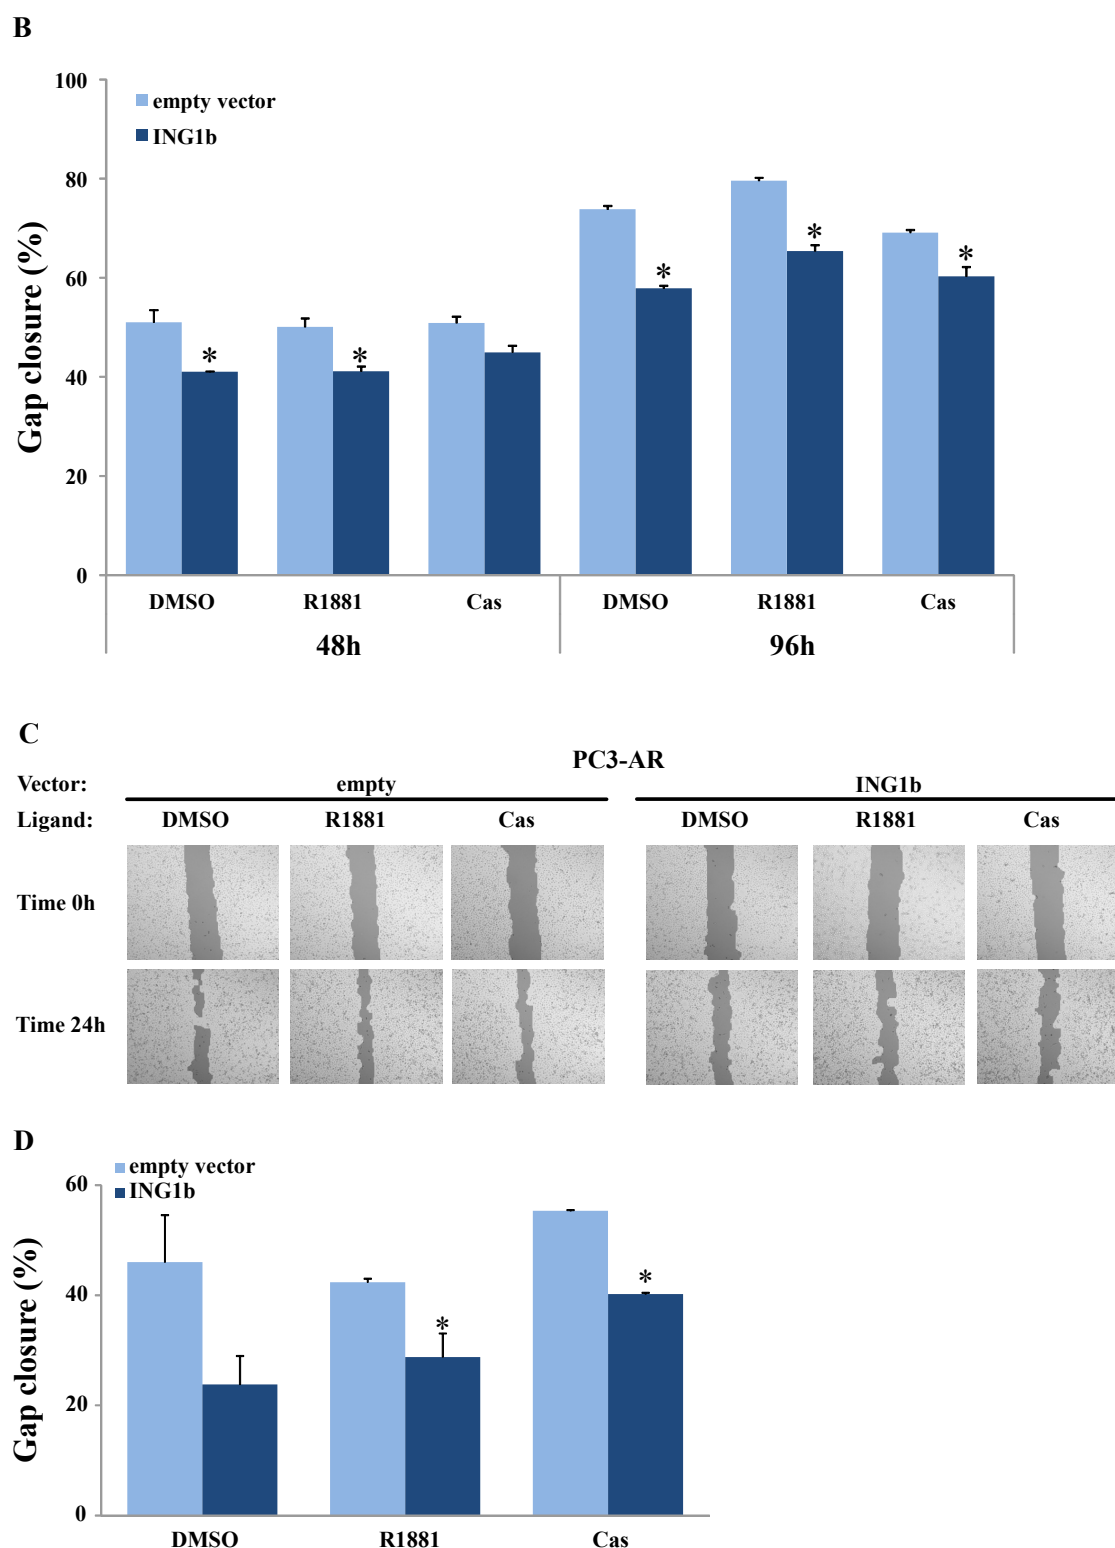 B
100
80
60
40
20
0
Gap closure (%)
empty vector
ING1b
* * * * *
DMSO R1881 Cas DMSO R1881 Cas
48h 96h
C
PC3-AR
Vector: empty ING1b
Ligand: DMSO R1881 Cas DMSO R1881 Cas
Time 0h
Time 24h
D
empty vector
ING1b
60
40
20
0
Gap closure (%)
* *
DMSO R1881 Cas